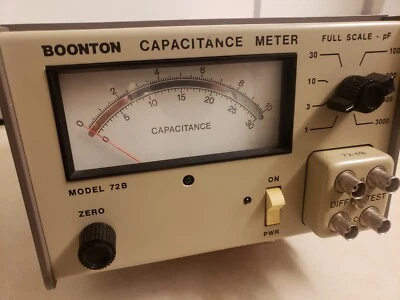 BOONTON CAPACITANCE METER
FULL SCALE - pF
30 100
10
3
1 3000
0 2 4 6 8 10
0 5 10 15 20 25 30
CAPACITANCE
MODEL 72B
ON
PWR
ZERO
TEST